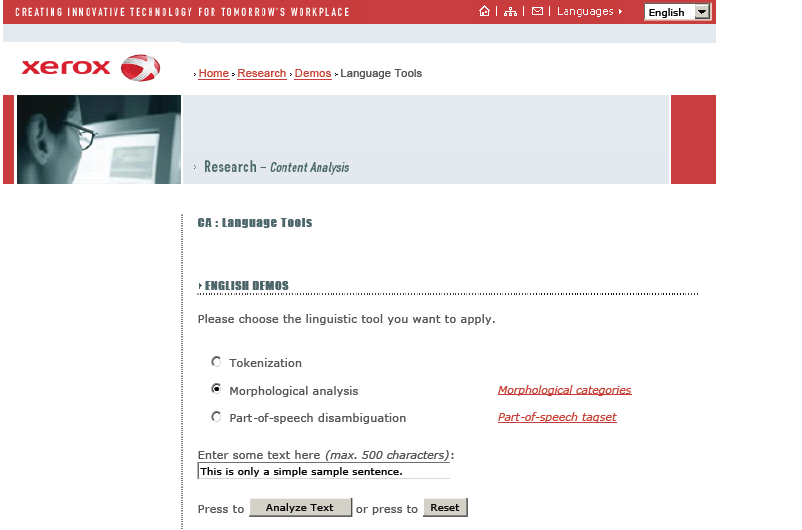 CREATING INNOVATIVE TECHNOLOGY FOR TOMORROW'S WORKPLACE Languages English
xerox Home Research Demos Language Tools
Research – Content Analysis
CA : Language Tools
ENGLISH DEMOS
Please choose the linguistic tool you want to apply.
Tokenization
Morphological analysis Morphological categories
Part-of-speech disambiguation Part-of-speech tagset
Enter some text here (max. 500 characters):
This is only a simple sample sentence.
Press to Analyze Text or press to Reset